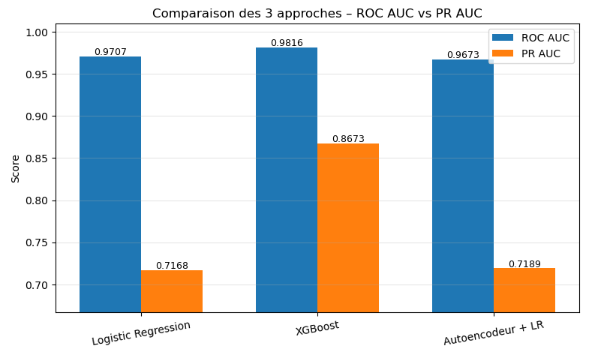 Comparaison des 3 approches – ROC AUC vs PR AUC
ROC AUC
PR AUC
Score
1.00
0.95
0.90
0.85
0.80
0.75
0.70
0.9707
0.7168
0.9816
0.8673
0.9673
0.7189
Logistic Regression
XGBoost
Autoencodeur + LR